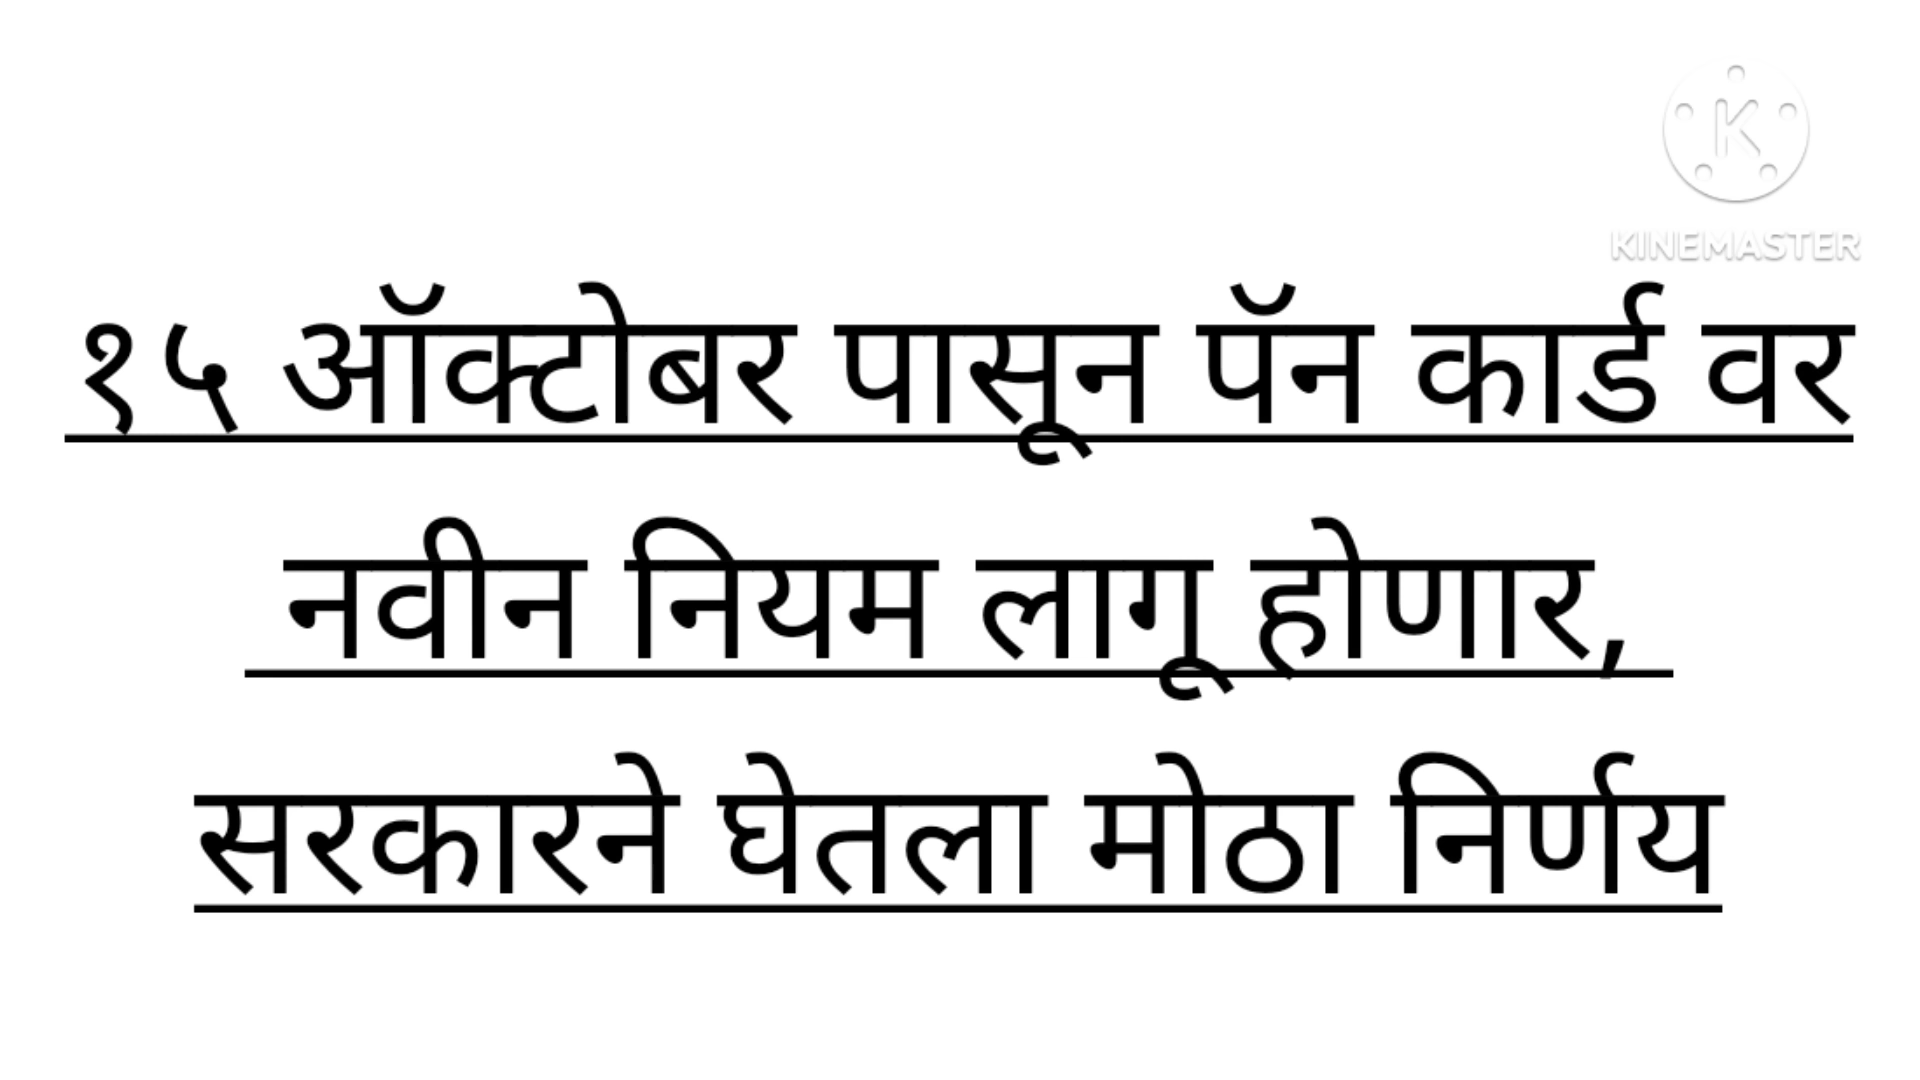 K
KINEMASTER
१५ ऑक्टोबर पासून पॅन कार्ड वर
नवीन नियम लागू होणार,
सरकारने घेतला मोठा निर्णय